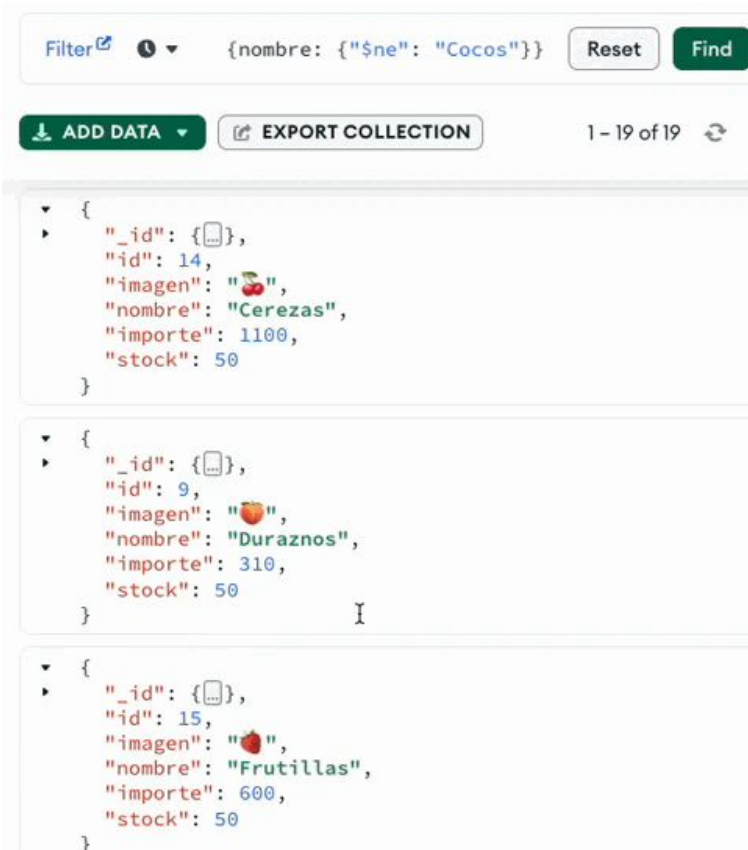 Filter {nombre: {"$ne": "Cocos"}} Reset Find
ADD DATA EXPORT COLLECTION 1 – 19 of 19
{
"_id": {…},
"id": 14,
"imagen": "🍒",
"nombre": "Cerezas",
"importe": 1100,
"stock": 50
}
{
"_id": {…},
"id": 9,
"imagen": "🍑",
"nombre": "Duraznos",
"importe": 310,
"stock": 50
}
{
"_id": {…},
"id": 15,
"imagen": "🍓",
"nombre": "Frutillas",
"importe": 600,
"stock": 50
}